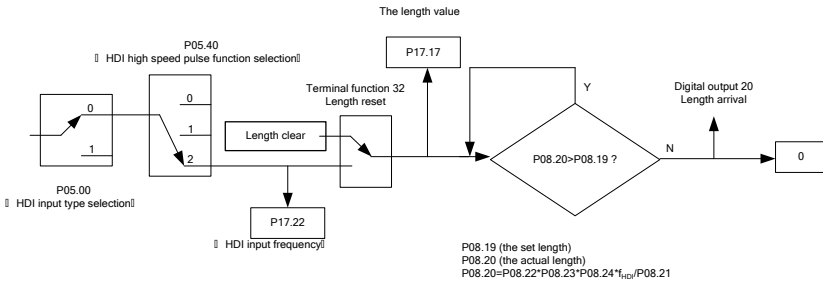 The length value
P17.17
P05.40
HDI high speed pulse function selection
Terminal function 32
Length reset
Y
Digital output 20
Length arrival
0
1
0
1
2
Length clear
P08.20>P08.19 ?
N
0
P05.00
HDI input type selection
P17.22
HDI input frequency
P08.19 (the set length)
P08.20 (the actual length)
P08.20=P08.22*P08.23*P08.24*fHDI/P08.21